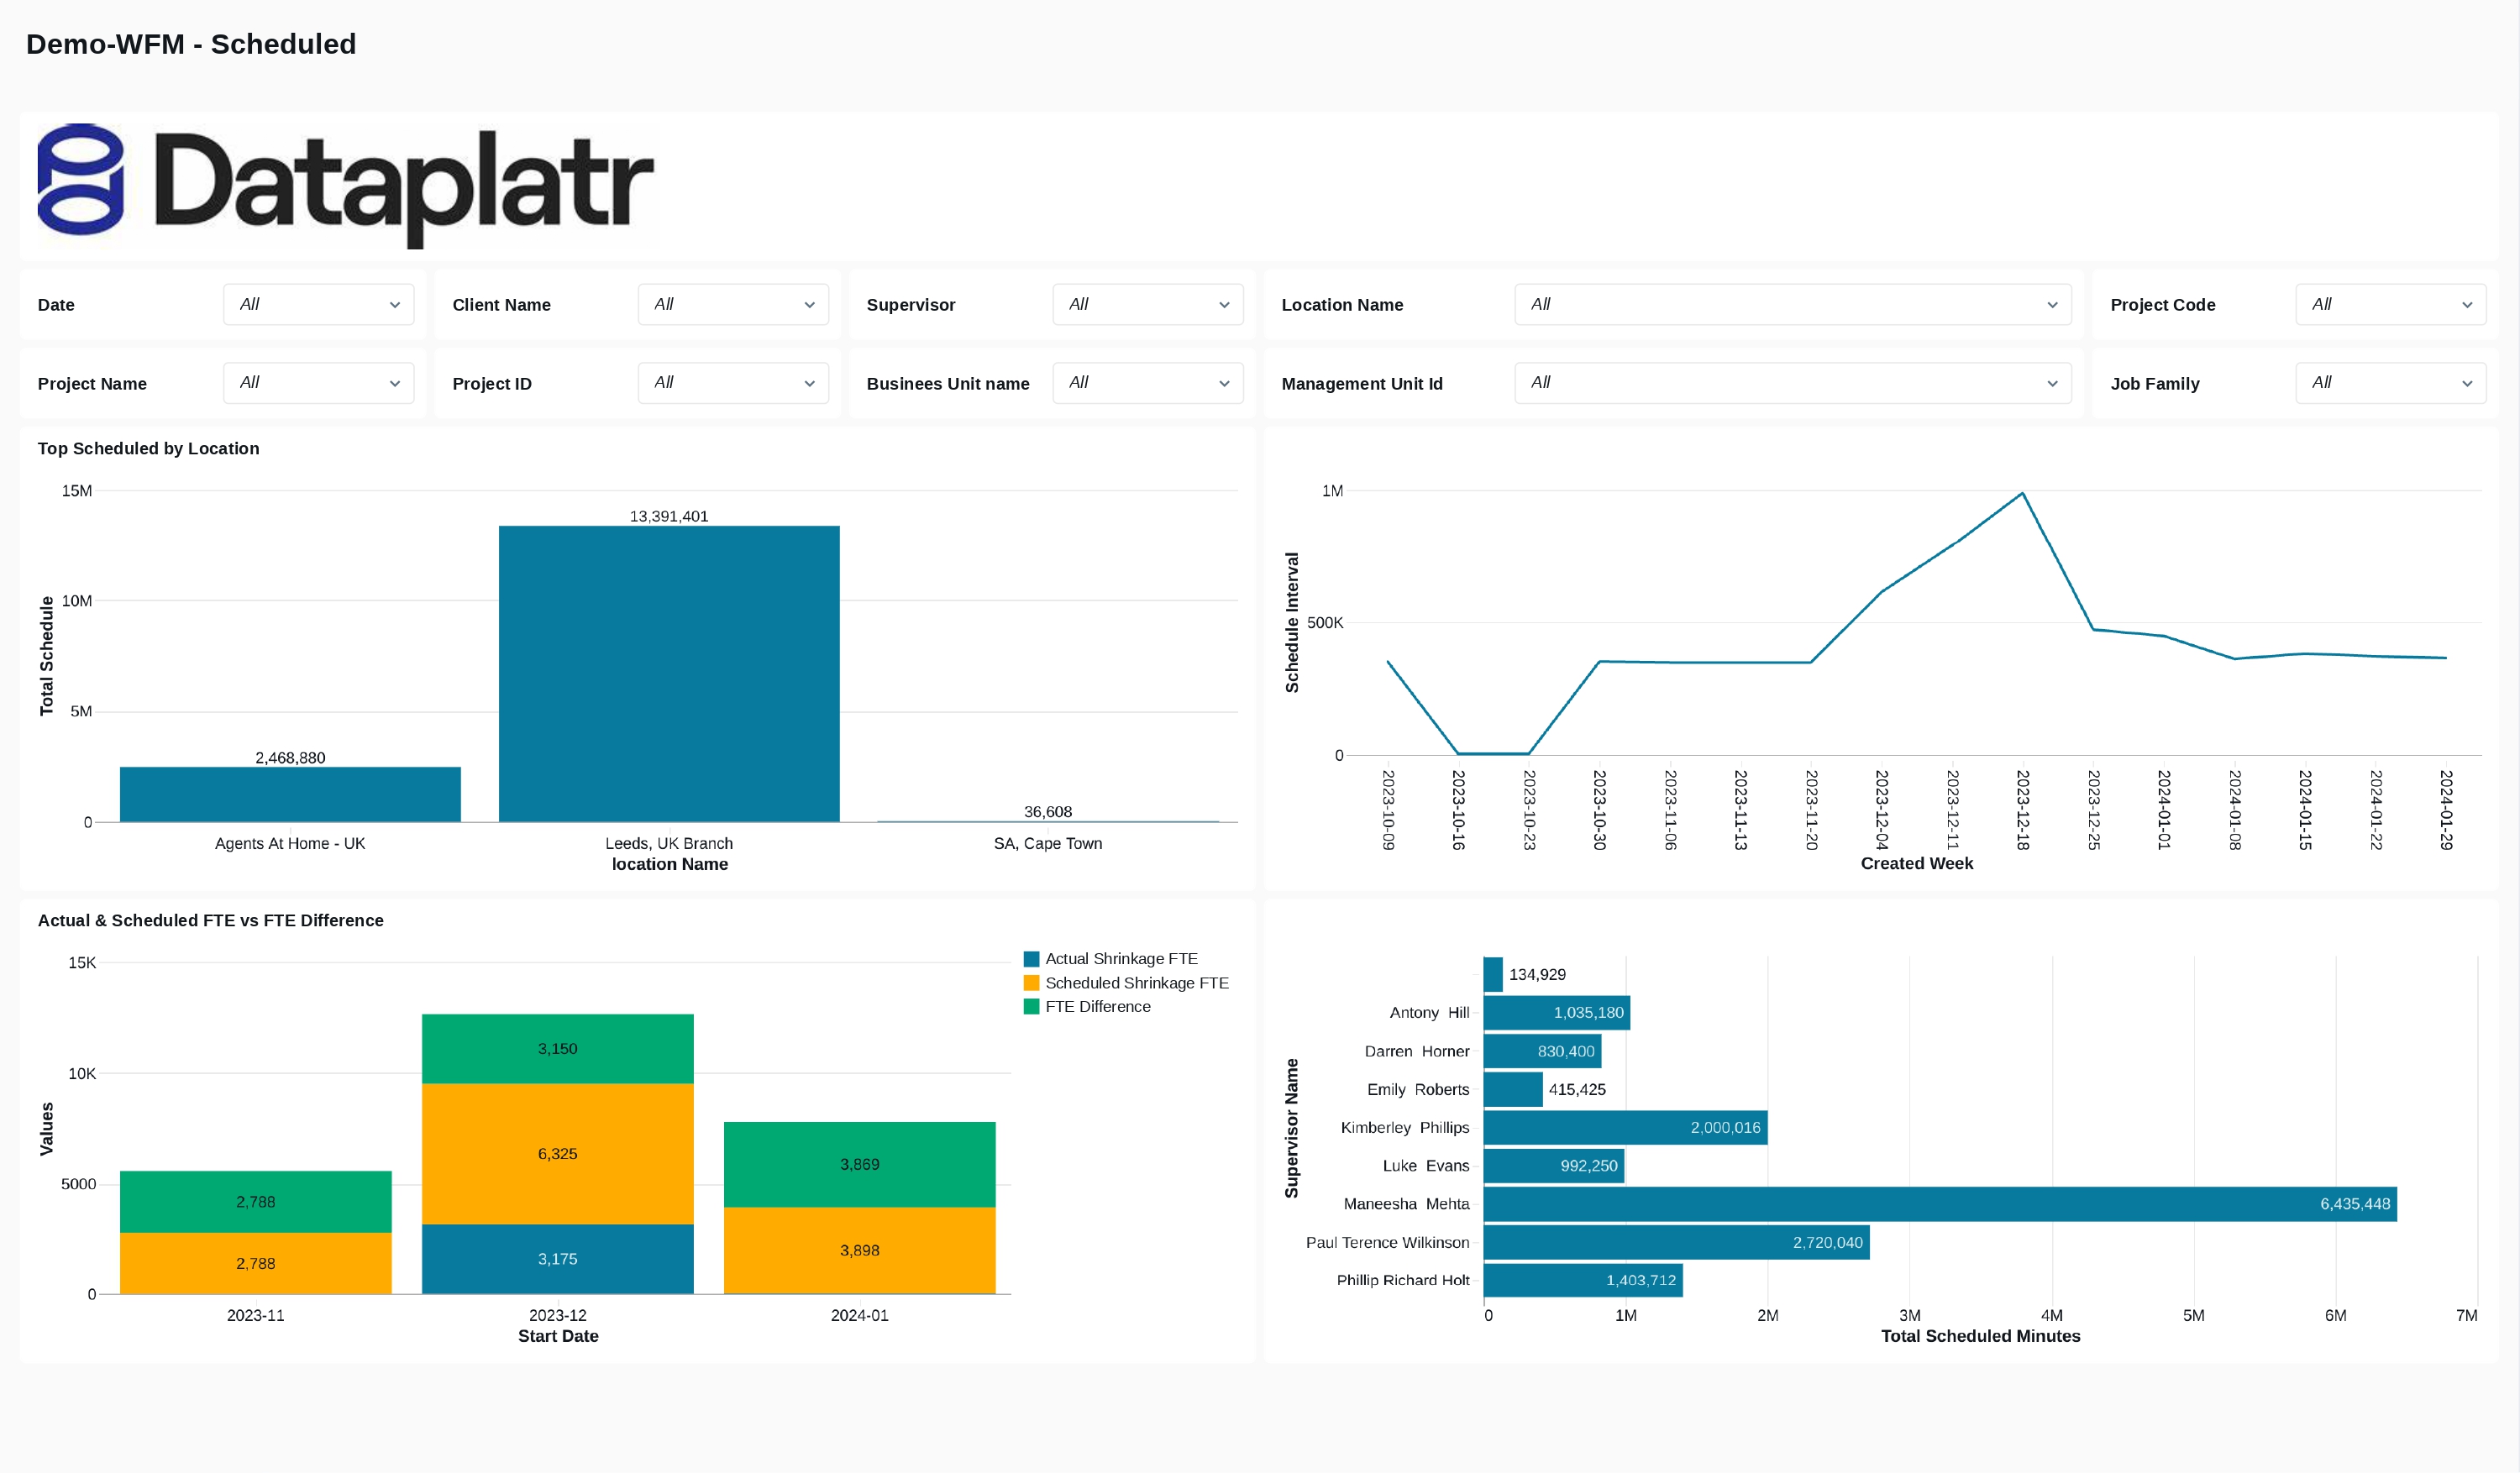 Demo-WFM - Scheduled
Dataplatr
Date All Client Name All Supervisor All Location Name All Project Code All
Project Name All Project ID All Businees Unit name All Management Unit Id All Job Family All
Top Scheduled by Location
Total Schedule
15M
10M
5M
0
2,468,880
13,391,401
36,608
Agents At Home - UK
Leeds, UK Branch
SA, Cape Town
location Name
Schedule Interval
1M
500K
0
2023-10-09
2023-10-16
2023-10-23
2023-10-30
2023-11-06
2023-11-13
2023-11-20
2023-12-04
2023-12-11
2023-12-18
2023-12-25
2024-01-01
2024-01-08
2024-01-15
2024-01-22
2024-01-29
Created Week
Actual & Scheduled FTE vs FTE Difference
Actual Shrinkage FTE
Scheduled Shrinkage FTE
FTE Difference
Values
15K
10K
5000
0
2,788
2,788
3,150
6,325
3,175
3,869
3,898
2023-11
2023-12
2024-01
Start Date
Supervisor Name
134,929
Antony Hill 1,035,180
Darren Horner 830,400
Emily Roberts 415,425
Kimberley Phillips 2,000,016
Luke Evans 992,250
Maneesha Mehta 6,435,448
Paul Terence Wilkinson 2,720,040
Phillip Richard Holt 1,403,712
0 1M 2M 3M 4M 5M 6M 7M
Total Scheduled Minutes